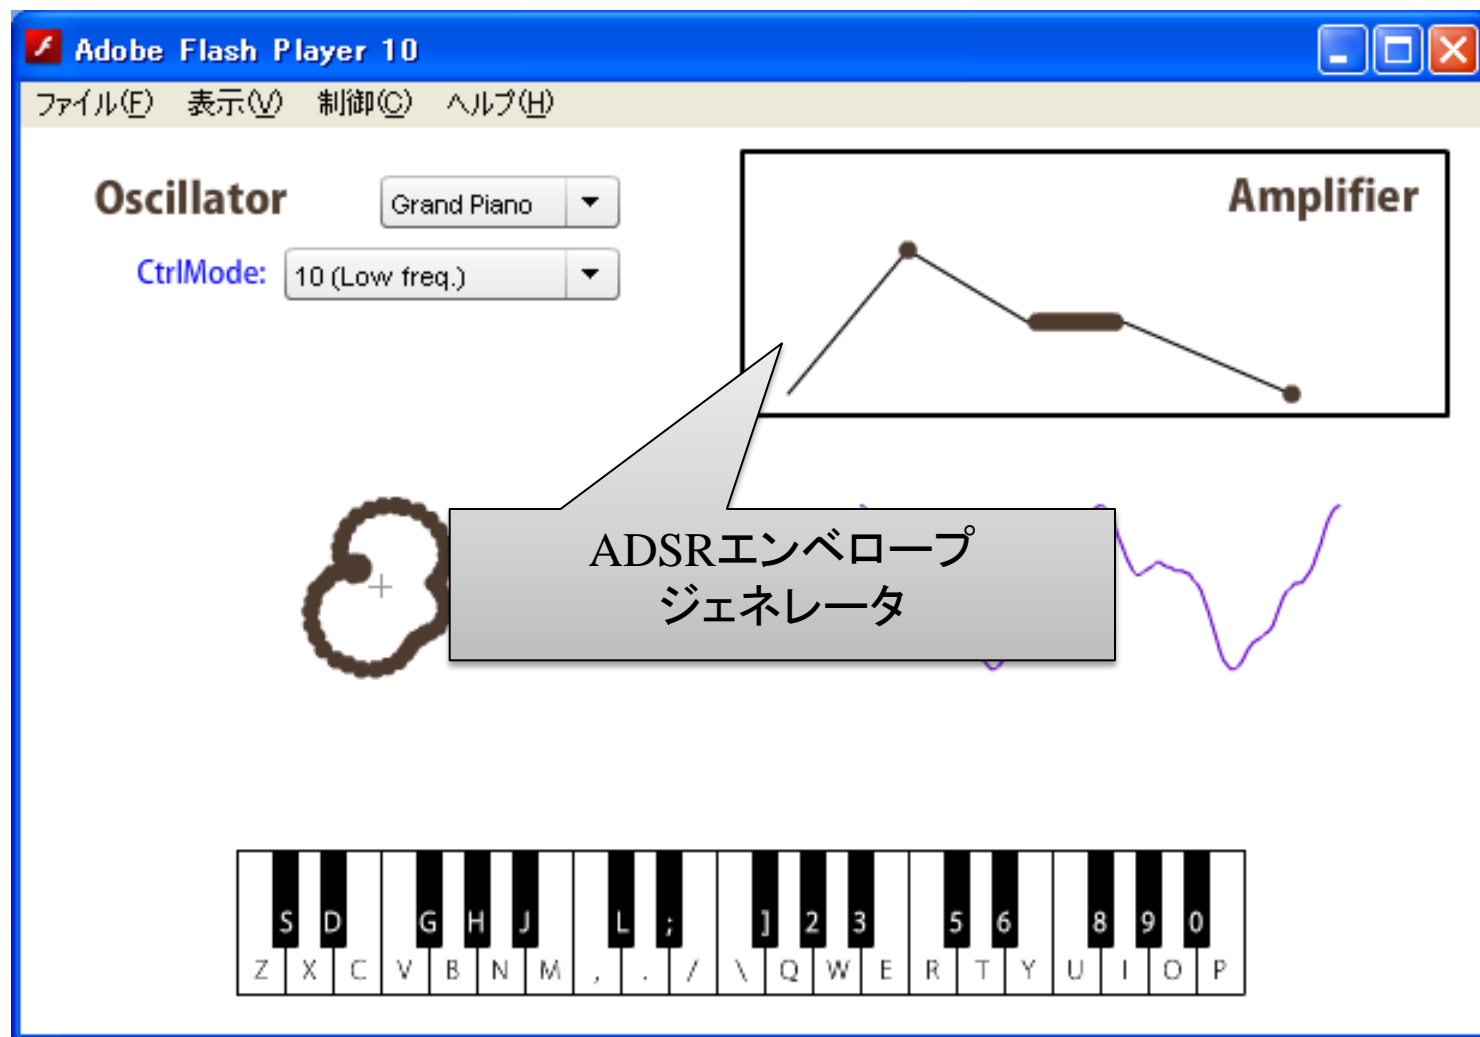 Adobe Flash Player 10
ファイル(F) 表示(V) 制御(C) ヘルプ(H)
Oscillator
Grand Piano
Amplifier
CtrlMode:
10 (Low freq.)
ADSRエンベロープ
ジェネレータ
S D G H J L ; ] 2 3 5 6 8 9 0
Z X C V B N M , . / \ Q W E R T Y U I O P